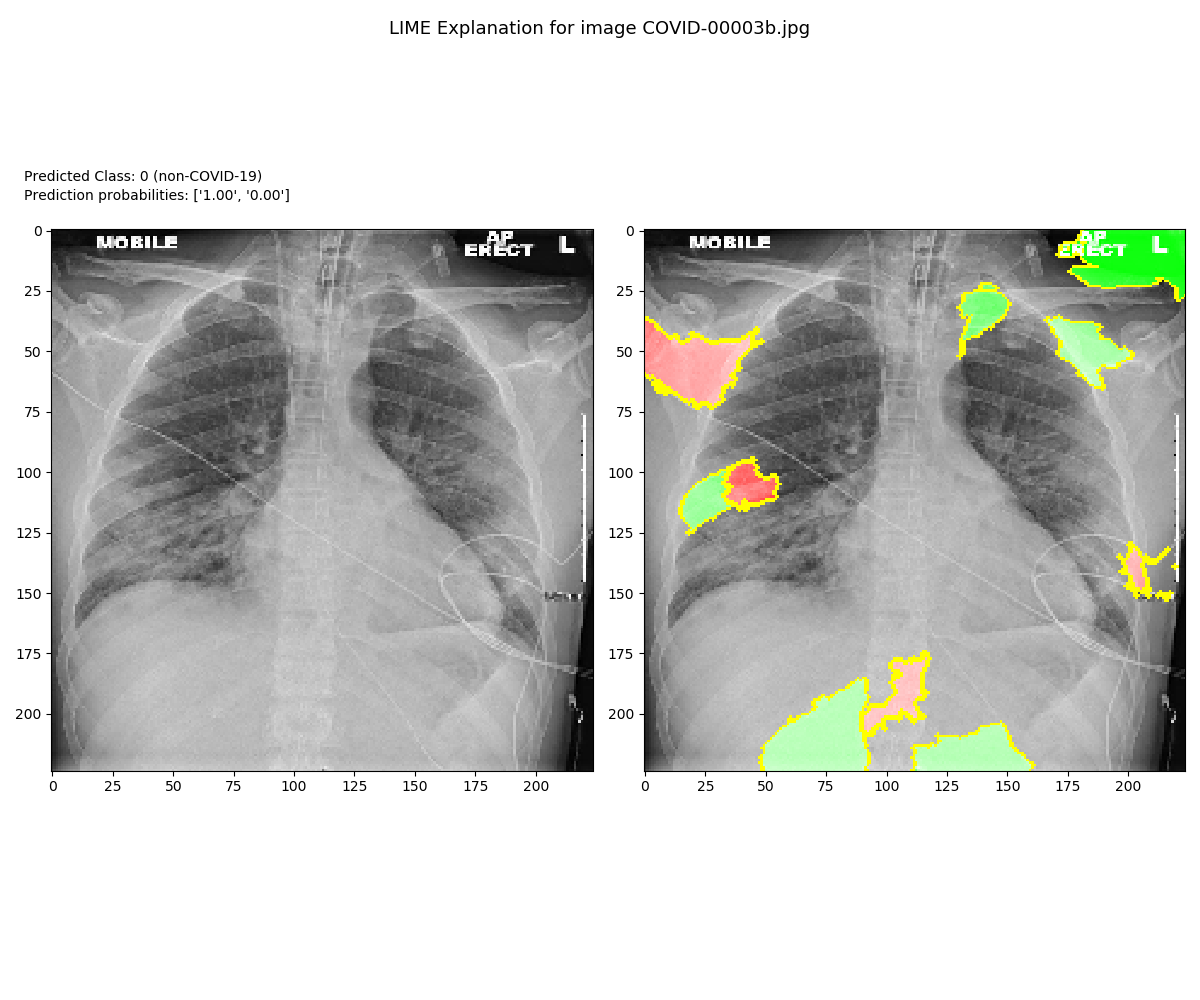 LIME Explanation for image COVID-00003b.jpg
Predicted Class: 0 (non-COVID-19)
Prediction probabilities: ['1.00', '0.00']
MOBILE
AP
ERECT
L
0
25
50
75
100
125
150
175
200
0 25 50 75 100 125 150 175 200
MOBILE
AP
ERECT
L
0
25
50
75
100
125
150
175
200
0 25 50 75 100 125 150 175 200